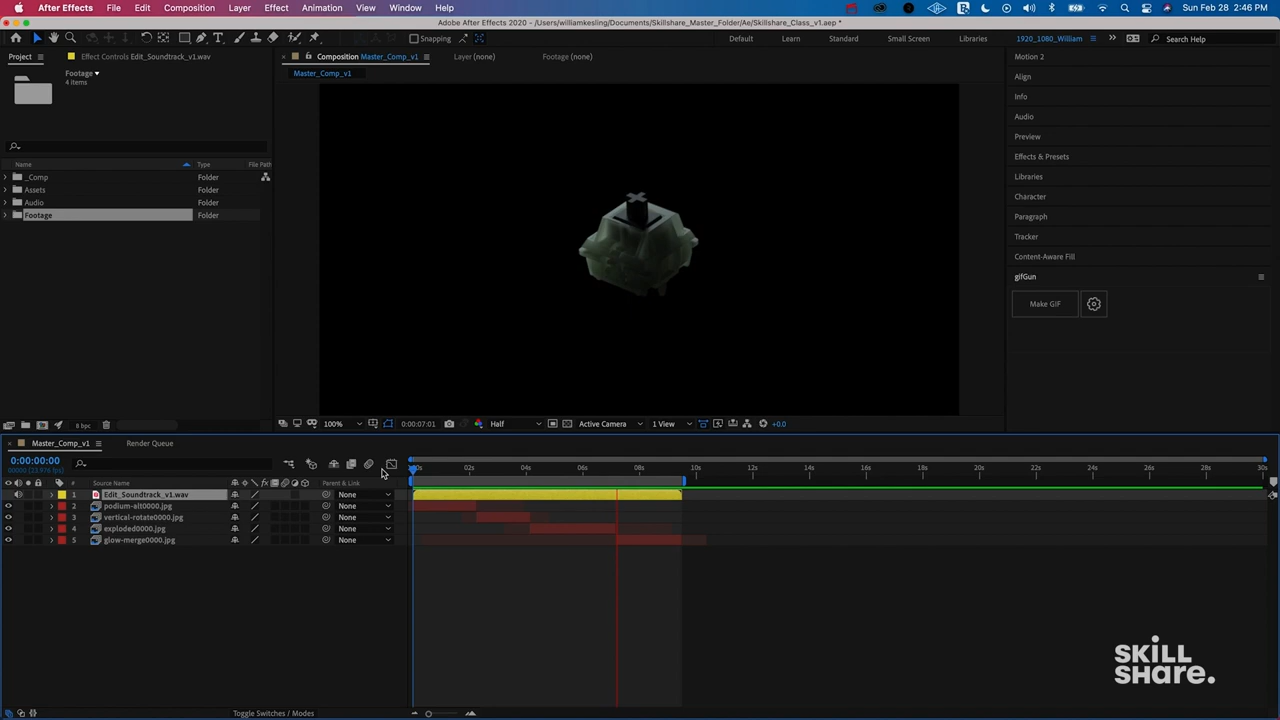 After Effects File Edit Composition Layer Effect Animation View Window Help Sun Feb 28 2:46 PM
Adobe After Effects 2020 - /Users/williamkesling/Documents/Skillshare_Master_Folder/Ae/Skillshare_Class_v1.aep *
Snapping Default Learn Standard Small Screen Libraries 1920_1080_William Search Help
Project Effect Controls Edit_Soundtrack_v1.wav Composition Master_Comp_v1 Layer (none) Footage (none) Motion 2
Footage
4 items
Master_Comp_v1
Align
Info
Audio
Preview
Effects & Presets
Libraries
Character
Paragraph
Tracker
Content-Aware Fill
gifGun
Make GIF
Name Type File Path
_Comp Folder
Assets Folder
Audio Folder
Footage Folder
8 bpc 100% 0:00:07:01 Half Active Camera 1 View +0.0
Master_Comp_v1 Render Queue
0:00:00:00
00000 (23.976 fps)
02s 04s 06s 08s 10s 12s 14s 16s 18s 20s 22s 24s 26s 28s 30s
# Source Name Parent & Link
1 Edit_Soundtrack_v1.wav None
2 podium-alt0000.jpg None
3 vertical-rotate0000.jpg None
4 exploded0000.jpg None
5 glow-merge0000.jpg None
SKILL
SHARE.
Toggle Switches / Modes